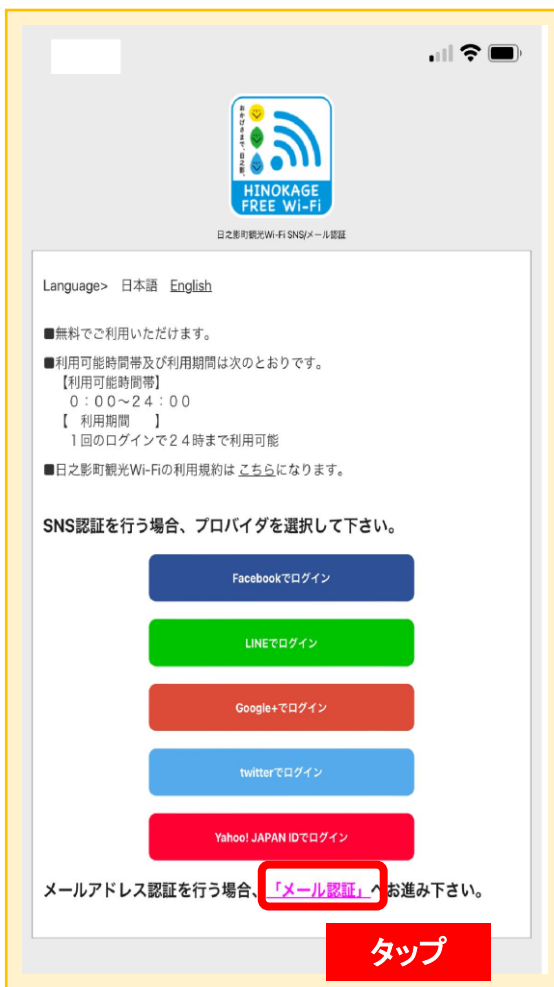 おかげさまで、日之影。
HINOKAGE
FREE Wi-Fi
日之影町観光Wi-Fi SNS/メール認証
Language> 日本語 English
■無料でご利用いただけます。
■利用可能時間帯及び利用期間は次のとおりです。
【利用可能時間帯】
０：００～２４：００
【　利用期間　】
１回のログインで２４時まで利用可能
■日之影町観光Wi-Fiの利用規約は こちらになります。
SNS認証を行う場合、プロバイダを選択して下さい。
Facebookでログイン
LINEでログイン
Google+でログイン
twitterでログイン
Yahoo! JAPAN IDでログイン
メールアドレス認証を行う場合、「メール認証」へお進み下さい。
タップ